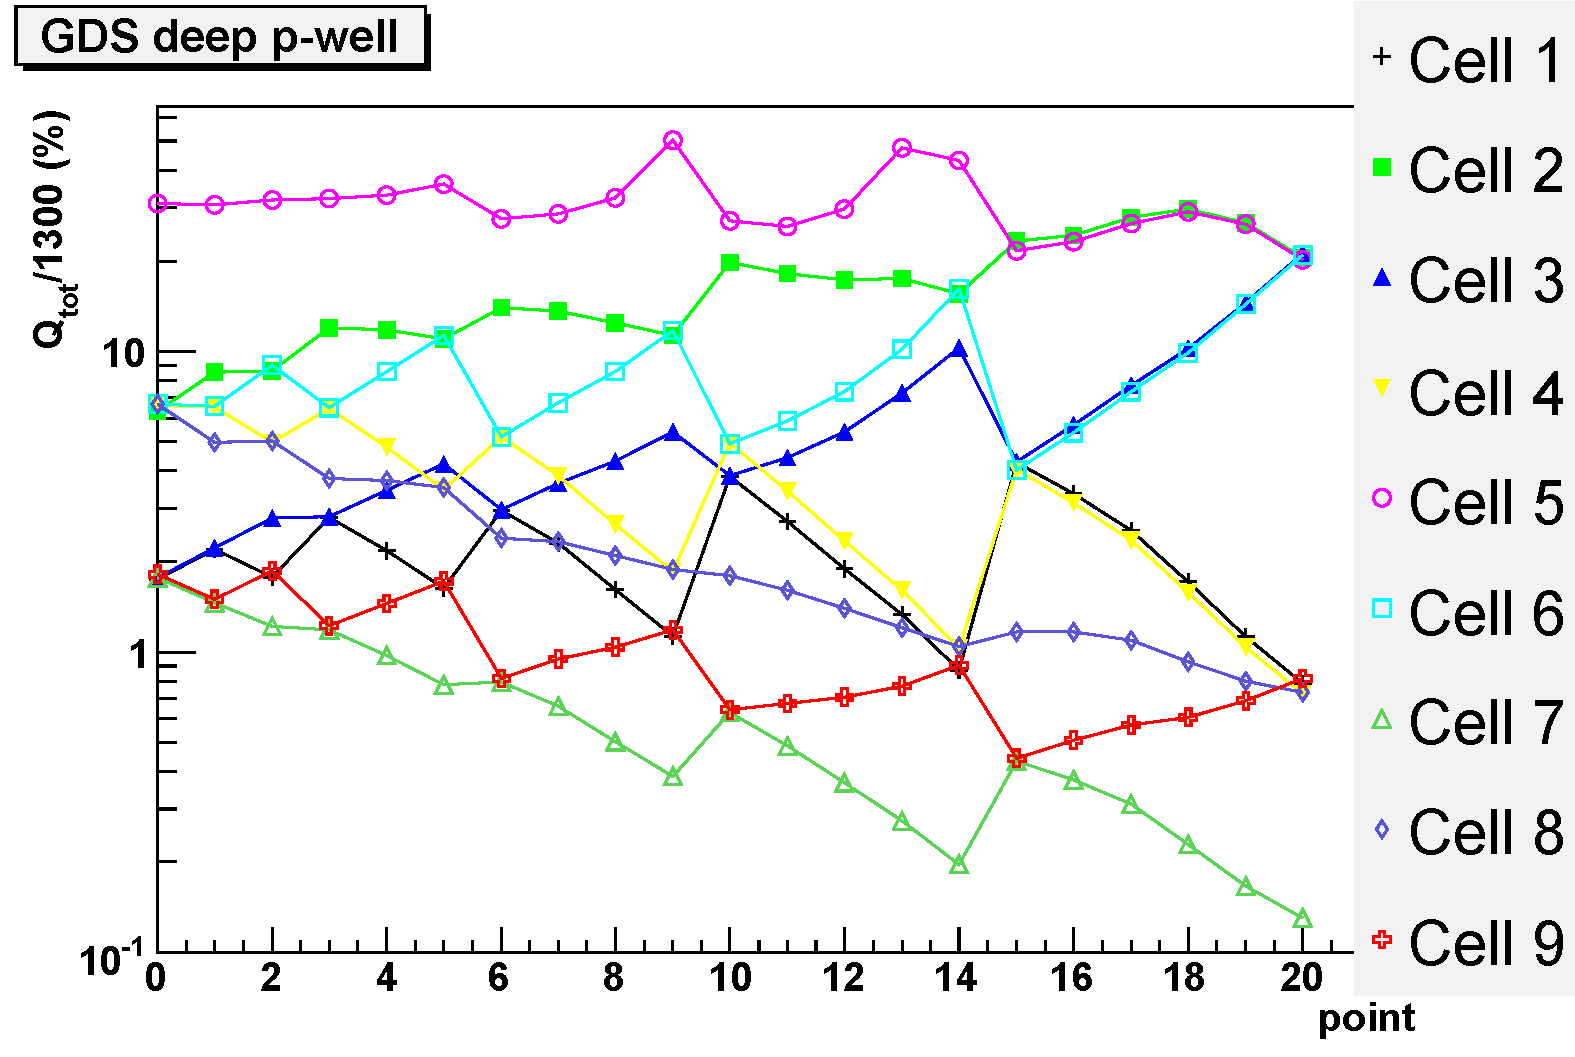 GDS deep p-well
Qtot/1300 (%)
10
1
10-1
0 2 4 6 8 10 12 14 16 18 20
point
Cell 1
Cell 2
Cell 3
Cell 4
Cell 5
Cell 6
Cell 7
Cell 8
Cell 9